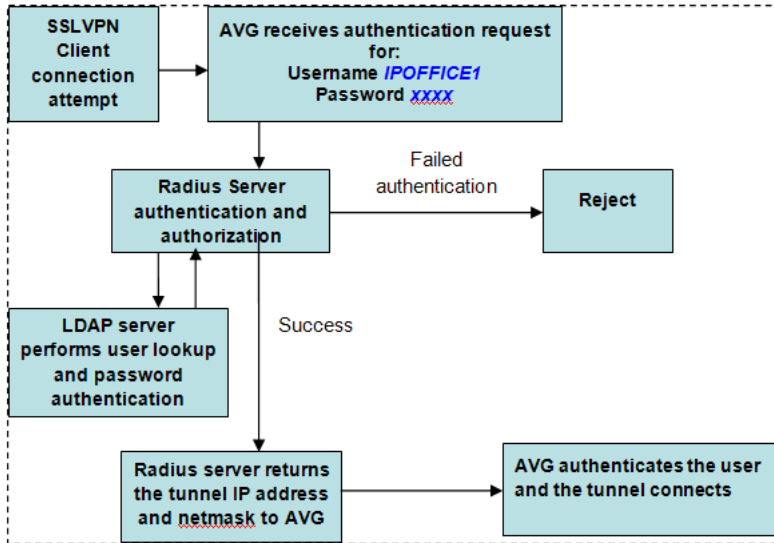 SSLVPN
Client
connection
attempt
AVG receives authentication request
for:
Username IPOFFICE1
Password xxxx
Radius Server
authentication and
authorization
Failed
authentication
Reject
LDAP server
performs user lookup
and password
authentication
Success
Radius server returns
the tunnel IP address
and netmask to AVG
AVG authenticates the user
and the tunnel connects